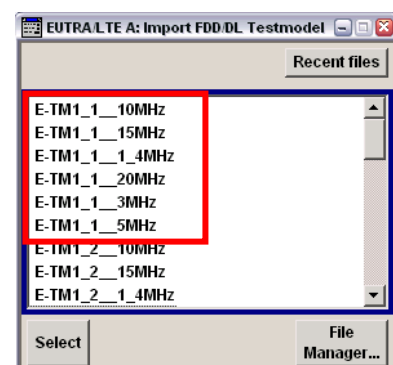 EUTRA/LTE A: Import FDD/DL Testmodel
Recent files
E-TM1_1__10MHz
E-TM1_1__15MHz
E-TM1_1__1_4MHz
E-TM1_1__20MHz
E-TM1_1__3MHz
E-TM1_1__5MHz
E-TM1_2__10MHz
E-TM1_2__15MHz
E-TM1_2__1_4MHz
Select
File
Manager...